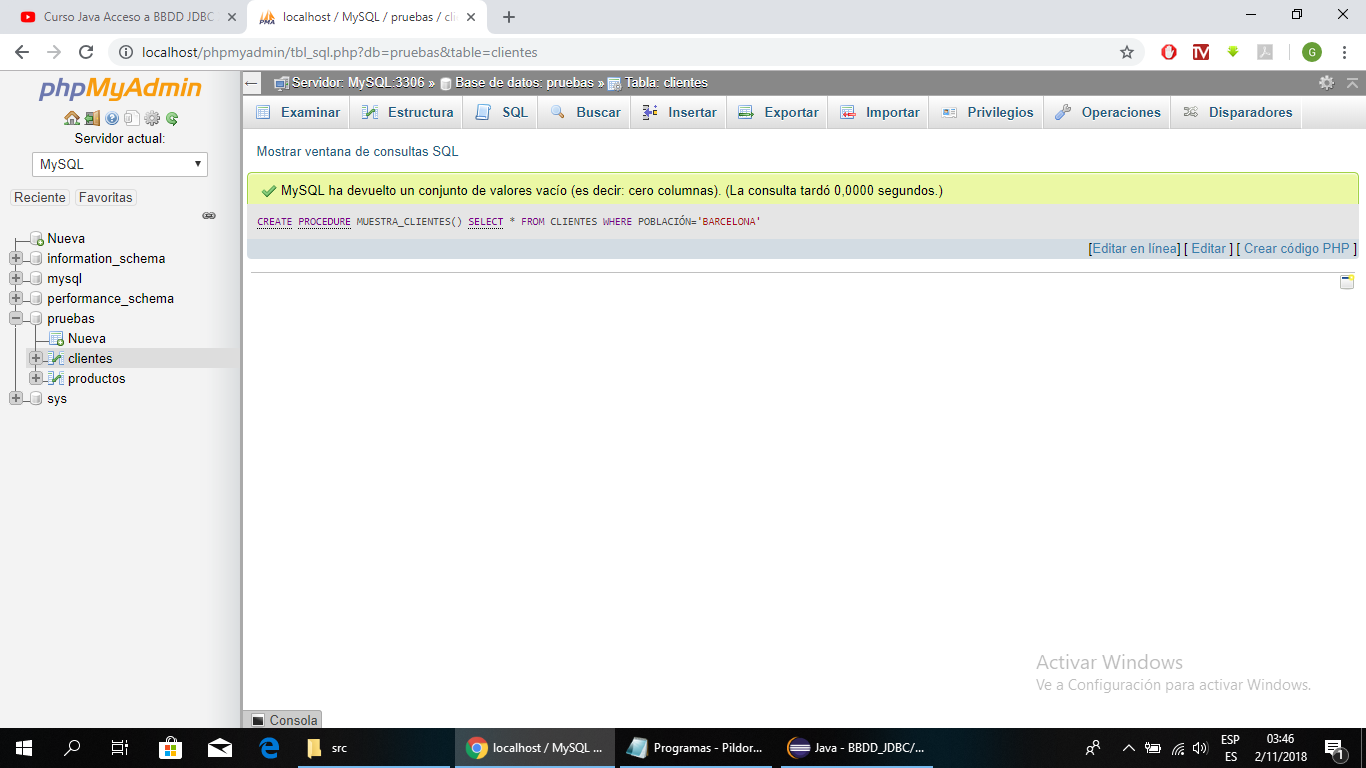 Curso Java Acceso a BBDD JDBC
localhost / MySQL / pruebas / cli
localhost/phpmyadmin/tbl_sql.php?db=pruebas&table=clientes
TV
G
phpMyAdmin
Servidor actual:
MySQL
Reciente Favoritas
Nueva
information_schema
mysql
performance_schema
pruebas
Nueva
clientes
productos
sys
Servidor: MySQL:3306 » Base de datos: pruebas » Tabla: clientes
Examinar Estructura SQL Buscar Insertar Exportar Importar Privilegios Operaciones Disparadores
Mostrar ventana de consultas SQL
MySQL ha devuelto un conjunto de valores vacío (es decir: cero columnas). (La consulta tardó 0,0000 segundos.)
CREATE PROCEDURE MUESTRA_CLIENTES() SELECT * FROM CLIENTES WHERE POBLACIÓN='BARCELONA'
[Editar en línea] [ Editar ] [ Crear código PHP ]
Activar Windows
Ve a Configuración para activar Windows.
Consola
src
localhost / MySQL ...
Programas - Pildor...
Java - BBDD_JDBC/...
ESP
ES
03:46
2/11/2018
1